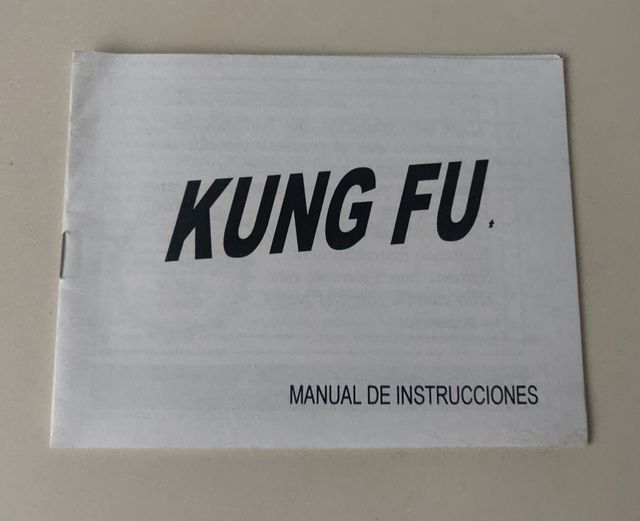 KUNG FU.
MANUAL DE INSTRUCCIONES